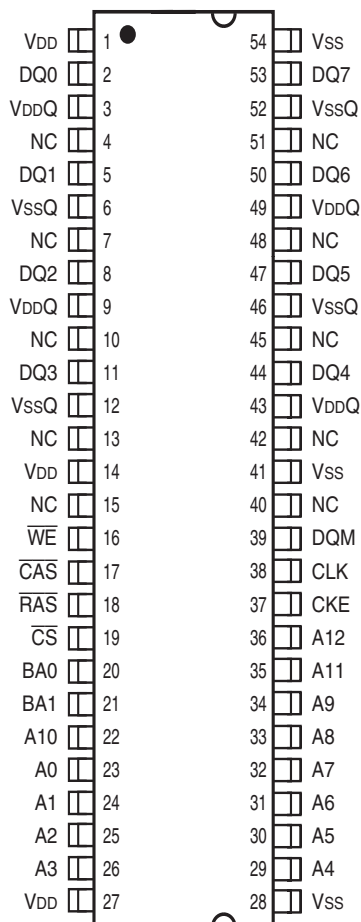 VDD 1 54 VSS
DQ0 2 53 DQ7
VDDQ 3 52 VSSQ
NC 4 51 NC
DQ1 5 50 DQ6
VSSQ 6 49 VDDQ
NC 7 48 NC
DQ2 8 47 DQ5
VDDQ 9 46 VSSQ
NC 10 45 NC
DQ3 11 44 DQ4
VSSQ 12 43 VDDQ
NC 13 42 NC
VDD 14 41 VSS
NC 15 40 NC
W̅E̅ 16 39 DQM
C̅A̅S̅ 17 38 CLK
R̅A̅S̅ 18 37 CKE
C̅S̅ 19 36 A12
BA0 20 35 A11
BA1 21 34 A9
A10 22 33 A8
A0 23 32 A7
A1 24 31 A6
A2 25 30 A5
A3 26 29 A4
VDD 27 28 VSS